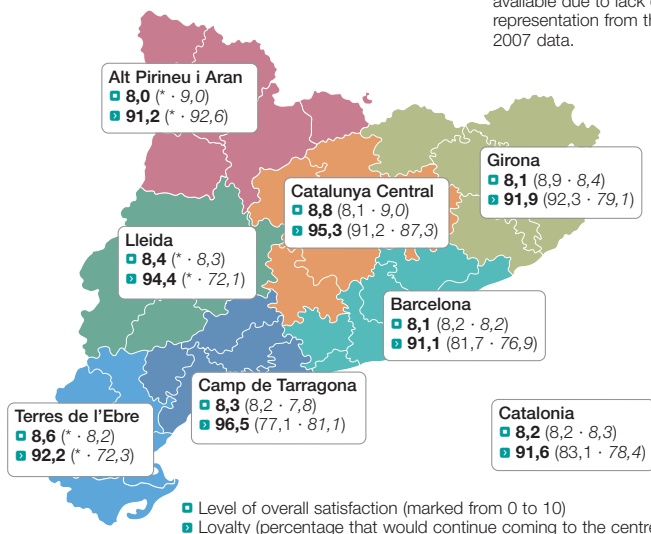 available due to lack
representation from
2007 data.
Alt Pirineu i Aran
8,0 (* · 9,0)
91,2 (* · 92,6)
Girona
8,1 (8,9 · 8,4)
91,9 (92,3 · 79,1)
Catalunya Central
8,8 (8,1 · 9,0)
95,3 (91,2 · 87,3)
Lleida
8,4 (* · 8,3)
94,4 (* · 72,1)
Barcelona
8,1 (8,2 · 8,2)
91,1 (81,7 · 76,9)
Camp de Tarragona
8,3 (8,2 · 7,8)
96,5 (77,1 · 81,1)
Terres de l'Ebre
8,6 (* · 8,2)
92,2 (* · 72,3)
Catalonia
8,2 (8,2 · 8,3)
91,6 (83,1 · 78,4)
Level of overall satisfaction (marked from 0 to 10)
Loyalty (percentage that would continue coming to the centre